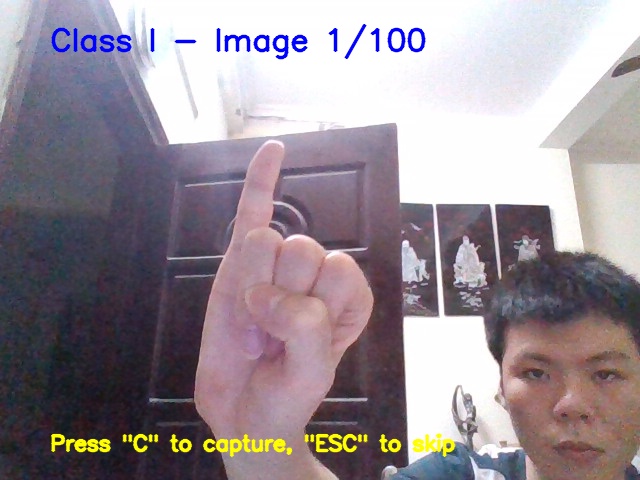 Class I - Image 1/100
Press "C" to capture, "ESC" to skip